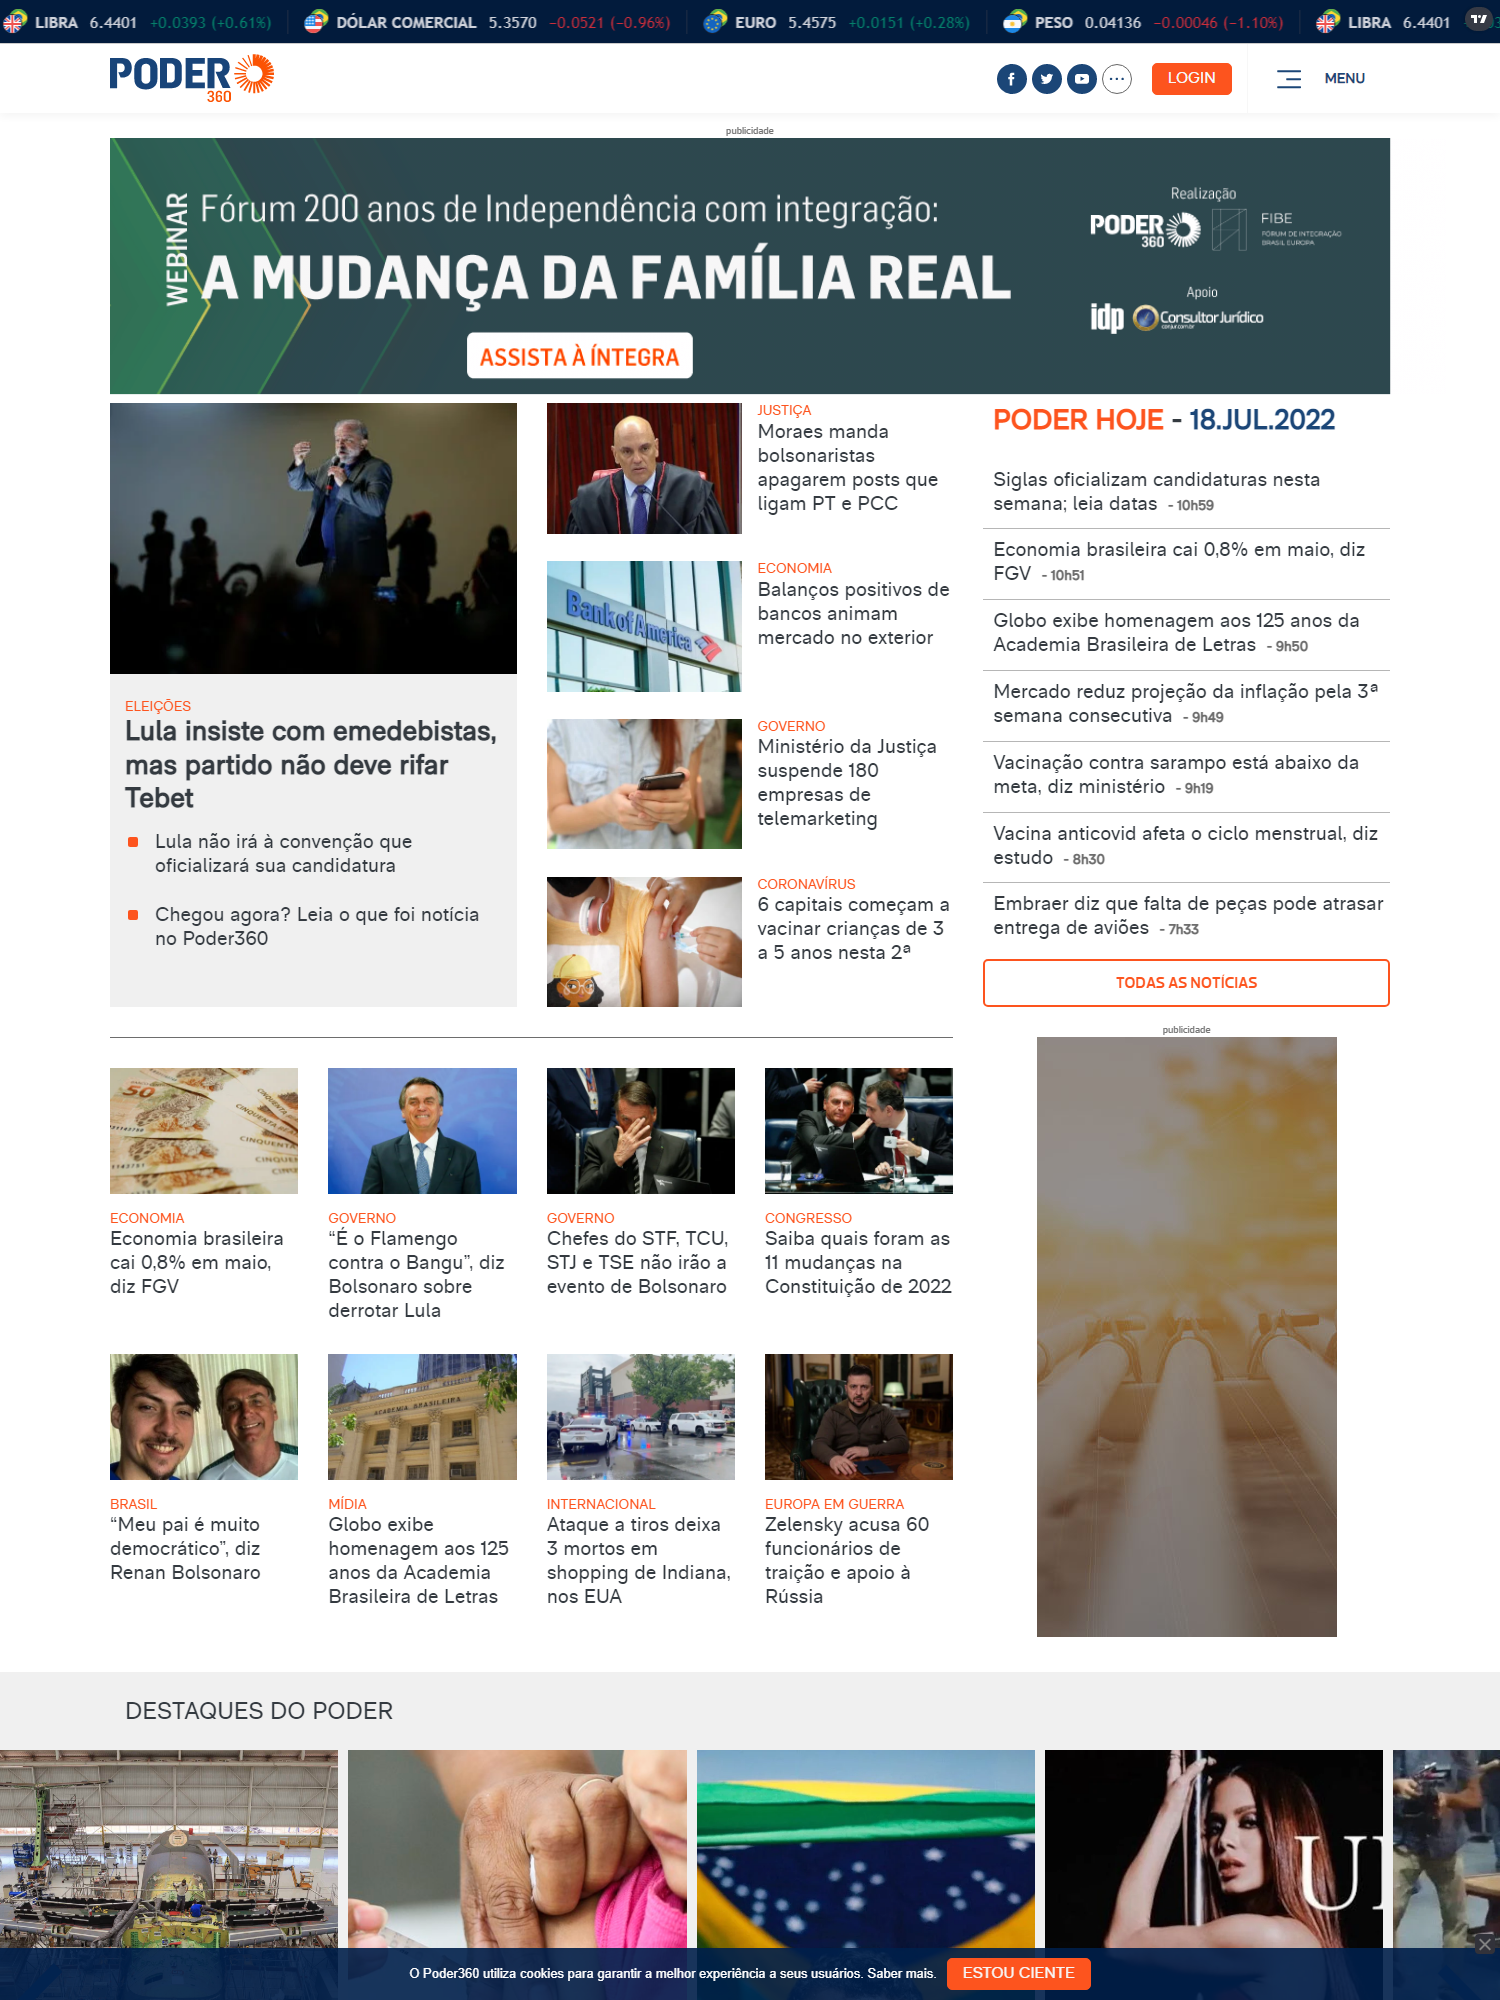 LIBRA 6.4401 +0.0393 (+0.61%) DÓLAR COMERCIAL 5.3570 −0.0521 (−0.96%) EURO 5.4575 +0.0151 (+0.28%) PESO 0.04136 −0.00046 (−1.10%) LIBRA 6.4401
PODER
360
LOGIN
MENU
publicidade
WEBINAR
Fórum 200 anos de Independência com integração:
A MUDANÇA DA FAMÍLIA REAL
ASSISTA À ÍNTEGRA
Realização
PODER
360
FIBE
FÓRUM DE INTEGRAÇÃO
BRASIL EUROPA
Apoio
idp
Consultor Jurídico
conjur.com.br
ELEIÇÕES
Lula insiste com emedebistas,
mas partido não deve rifar
Tebet
Lula não irá à convenção que
oficializará sua candidatura
Chegou agora? Leia o que foi notícia
no Poder360
JUSTIÇA
Moraes manda
bolsonaristas
apagarem posts que
ligam PT e PCC
Bank of America
ECONOMIA
Balanços positivos de
bancos animam
mercado no exterior
GOVERNO
Ministério da Justiça
suspende 180
empresas de
telemarketing
CORONAVÍRUS
6 capitais começam a
vacinar crianças de 3
a 5 anos nesta 2ª
PODER HOJE - 18.JUL.2022
Siglas oficializam candidaturas nesta
semana; leia datas - 10h59
Economia brasileira cai 0,8% em maio, diz
FGV - 10h51
Globo exibe homenagem aos 125 anos da
Academia Brasileira de Letras - 9h50
Mercado reduz projeção da inflação pela 3ª
semana consecutiva - 9h49
Vacinação contra sarampo está abaixo da
meta, diz ministério - 9h19
Vacina anticovid afeta o ciclo menstrual, diz
estudo - 8h30
Embraer diz que falta de peças pode atrasar
entrega de aviões - 7h33
TODAS AS NOTÍCIAS
publicidade
50
CINQUENTA
CINQUENTA
CINQUEN
ECONOMIA
Economia brasileira
cai 0,8% em maio,
diz FGV
GOVERNO
“É o Flamengo
contra o Bangu”, diz
Bolsonaro sobre
derrotar Lula
GOVERNO
Chefes do STF, TCU,
STJ e TSE não irão a
evento de Bolsonaro
CONGRESSO
Saiba quais foram as
11 mudanças na
Constituição de 2022
BRASIL
“Meu pai é muito
democrático”, diz
Renan Bolsonaro
ACADEMIA BRASILEIRA
MÍDIA
Globo exibe
homenagem aos 125
anos da Academia
Brasileira de Letras
INTERNACIONAL
Ataque a tiros deixa
3 mortos em
shopping de Indiana,
nos EUA
EUROPA EM GUERRA
Zelensky acusa 60
funcionários de
traição e apoio à
Rússia
DESTAQUES DO PODER
O Poder360 utiliza cookies para garantir a melhor experiência a seus usuários. Saber mais.
ESTOU CIENTE